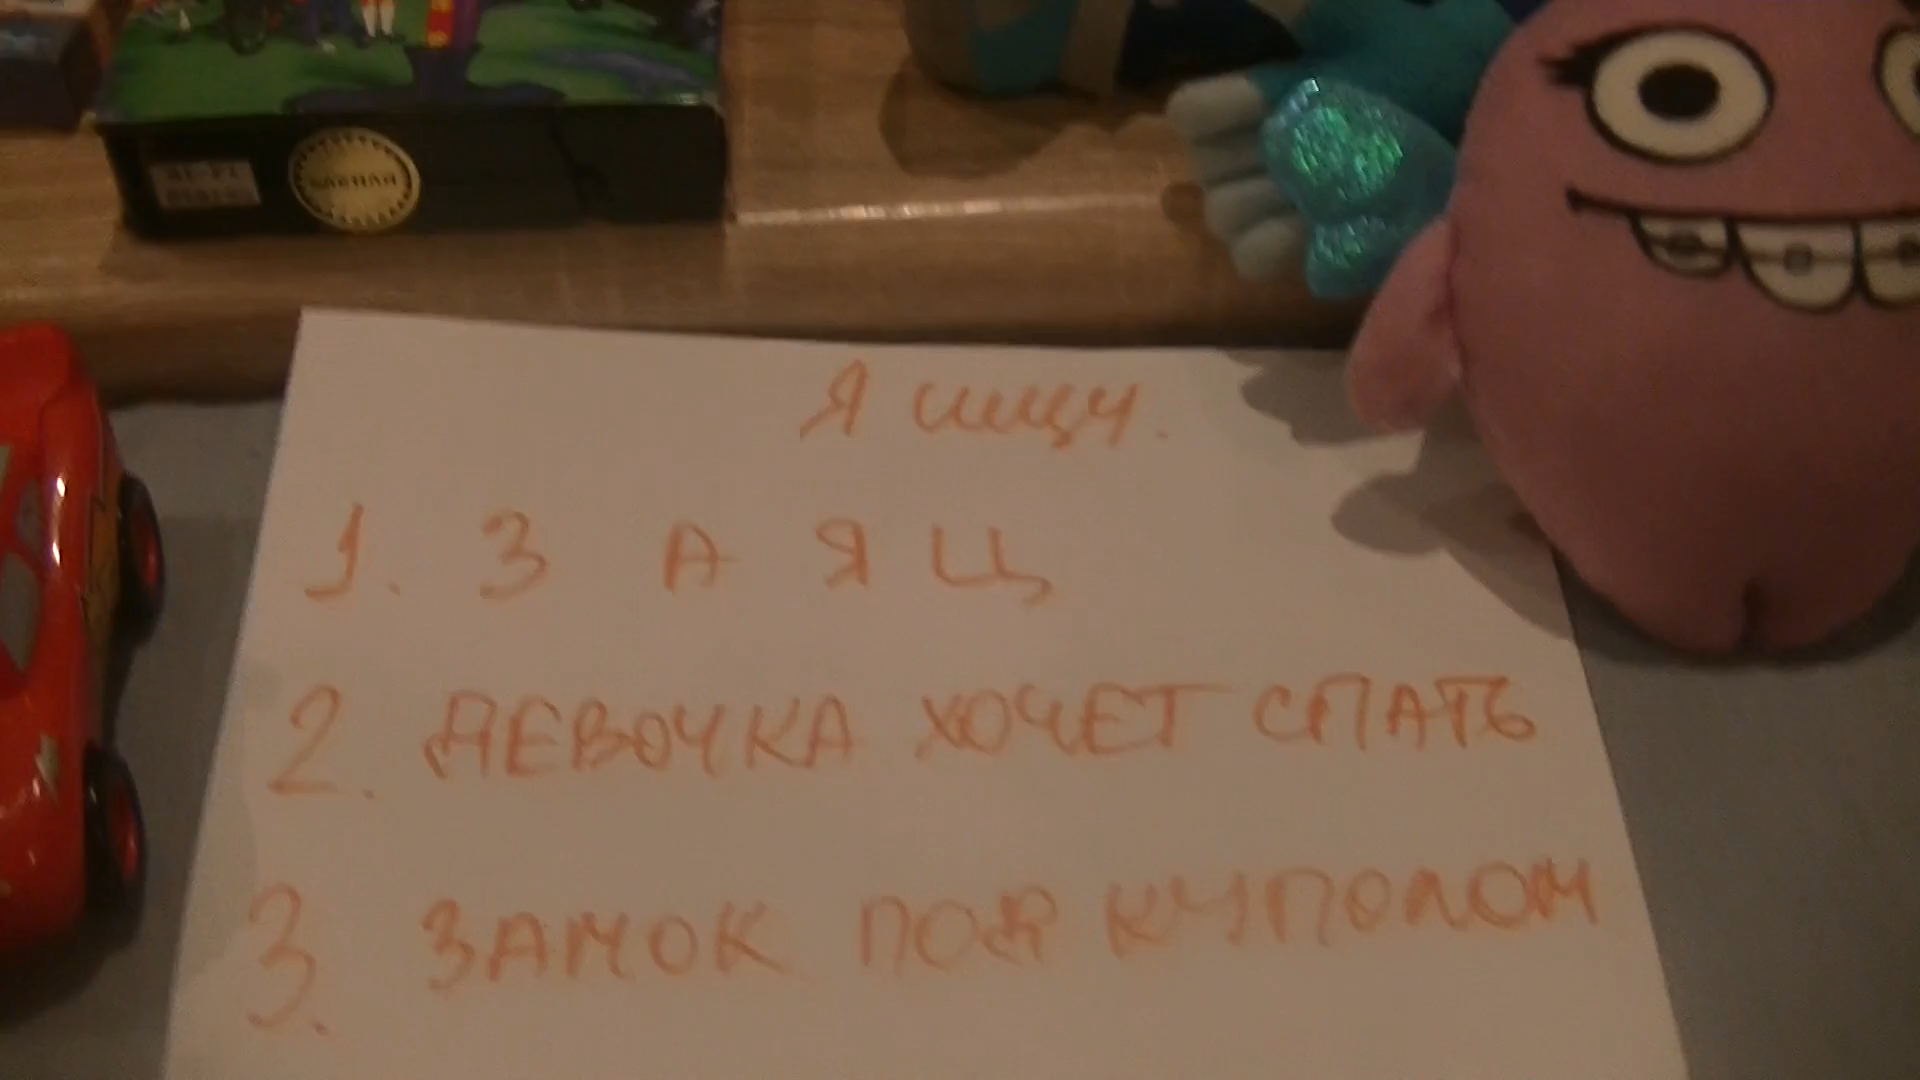 Я ищу.
1. З А Я Ц
2. ДЕВОЧКА ХОЧЕТ СПАТЬ
3. ЗАМОК ПОД КУПОЛОМ